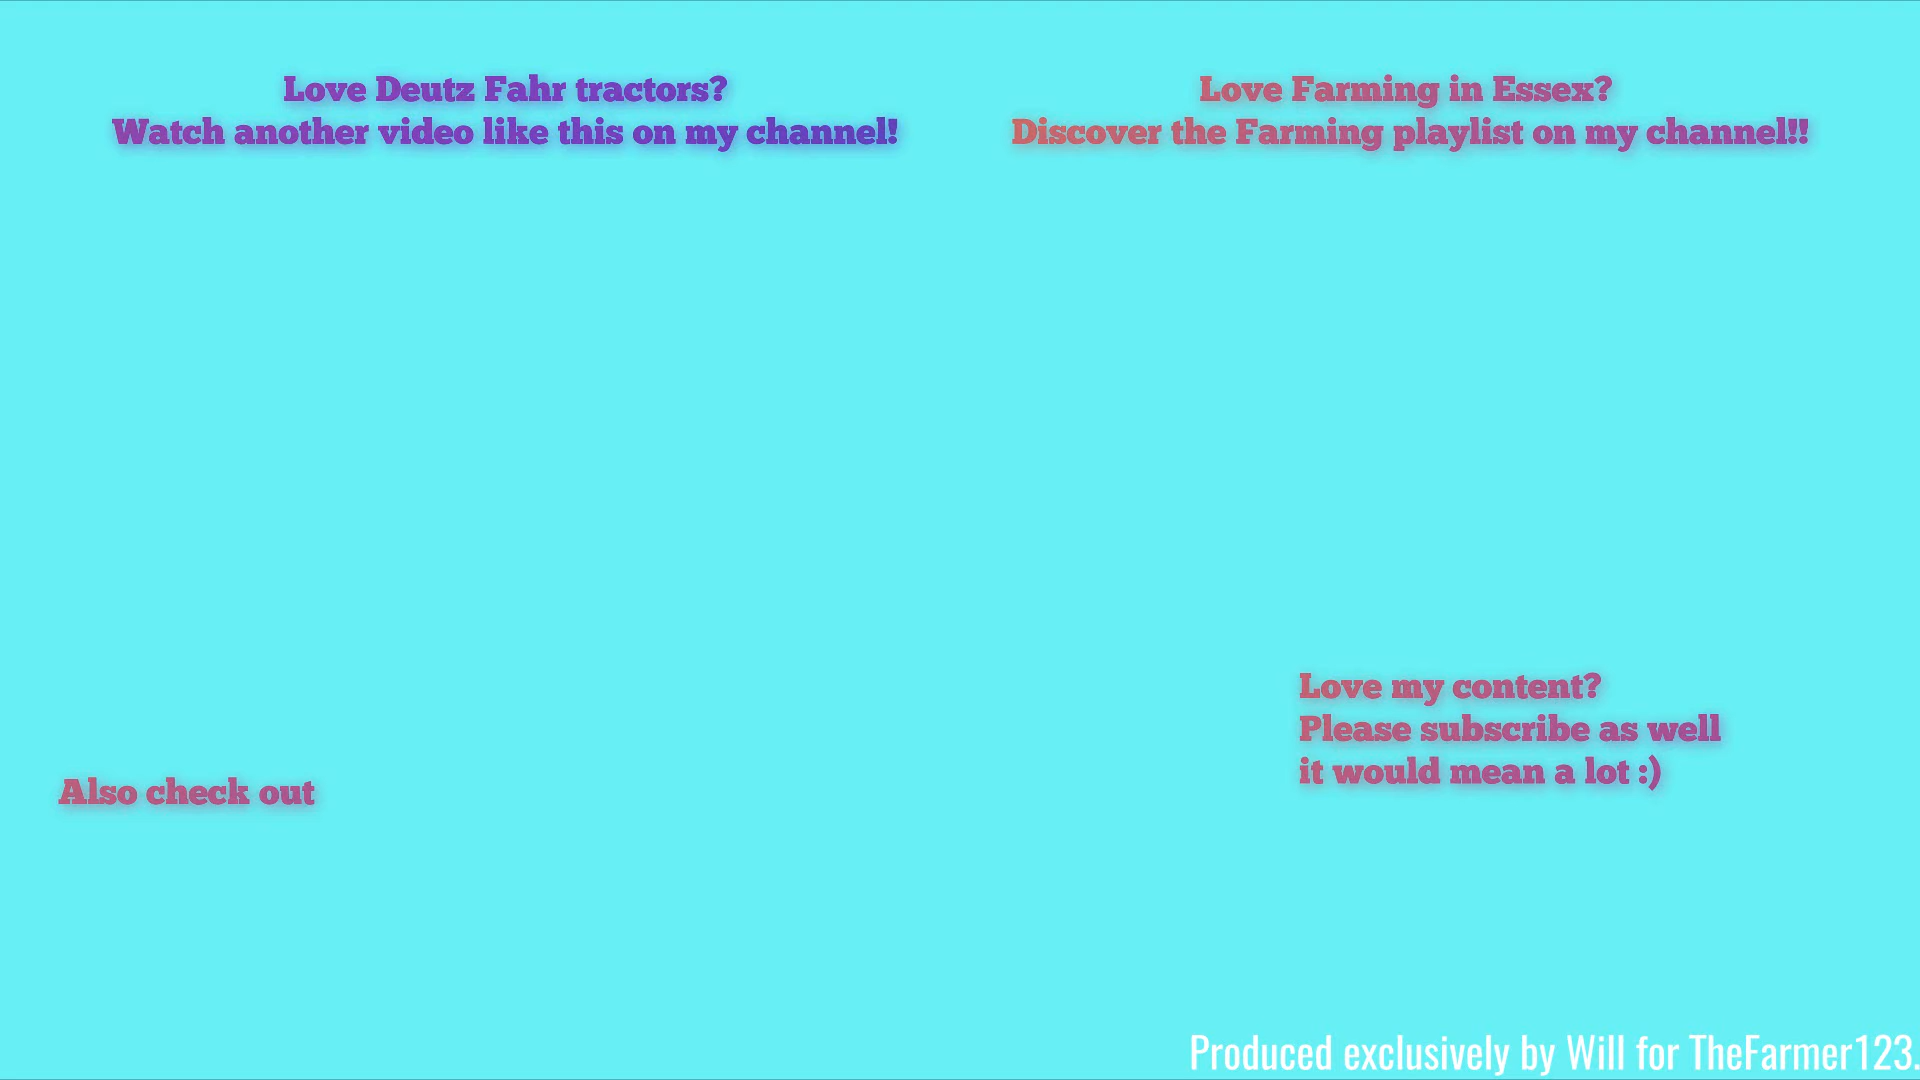 Love Deutz Fahr tractors?
Watch another video like this on my channel!
Love Farming in Essex?
Discover the Farming playlist on my channel!!
Love my content?
Please subscribe as well
it would mean a lot :)
Also check out
Produced exclusively by Will for TheFarmer123.